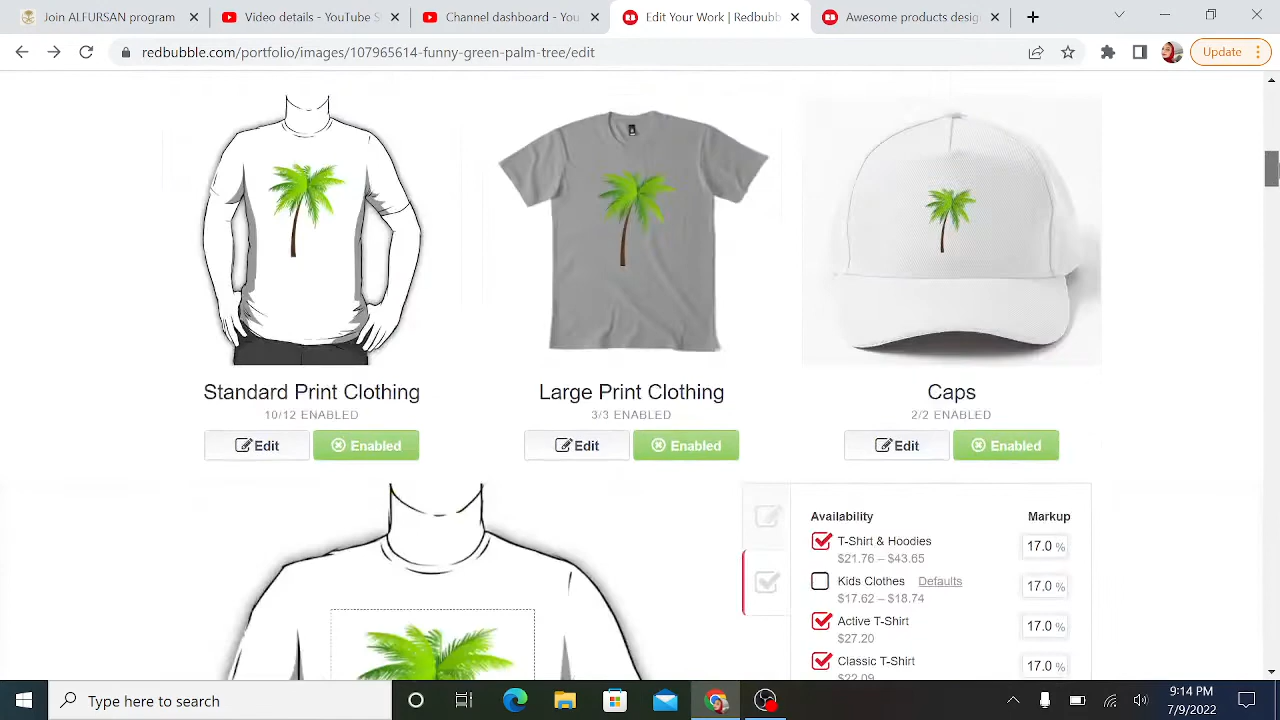 Join ALFURSAN Program
Video details - YouTube S
Channel dashboard - You
Edit Your Work | Redbubb
Awesome products desig
redbubble.com/portfolio/images/107965614-funny-green-palm-tree/edit
Update
Standard Print Clothing
10/12 ENABLED
Edit
Enabled
Large Print Clothing
3/3 ENABLED
Edit
Enabled
Caps
2/2 ENABLED
Edit
Enabled
Availability
Markup
T-Shirt & Hoodies
$21.76 – $43.65
17.0 %
Kids Clothes Defaults
$17.62 – $18.74
17.0 %
Active T-Shirt
$27.20
17.0 %
Classic T-Shirt
$22.09
17.0 %
Type here to search
9:14 PM
7/9/2022